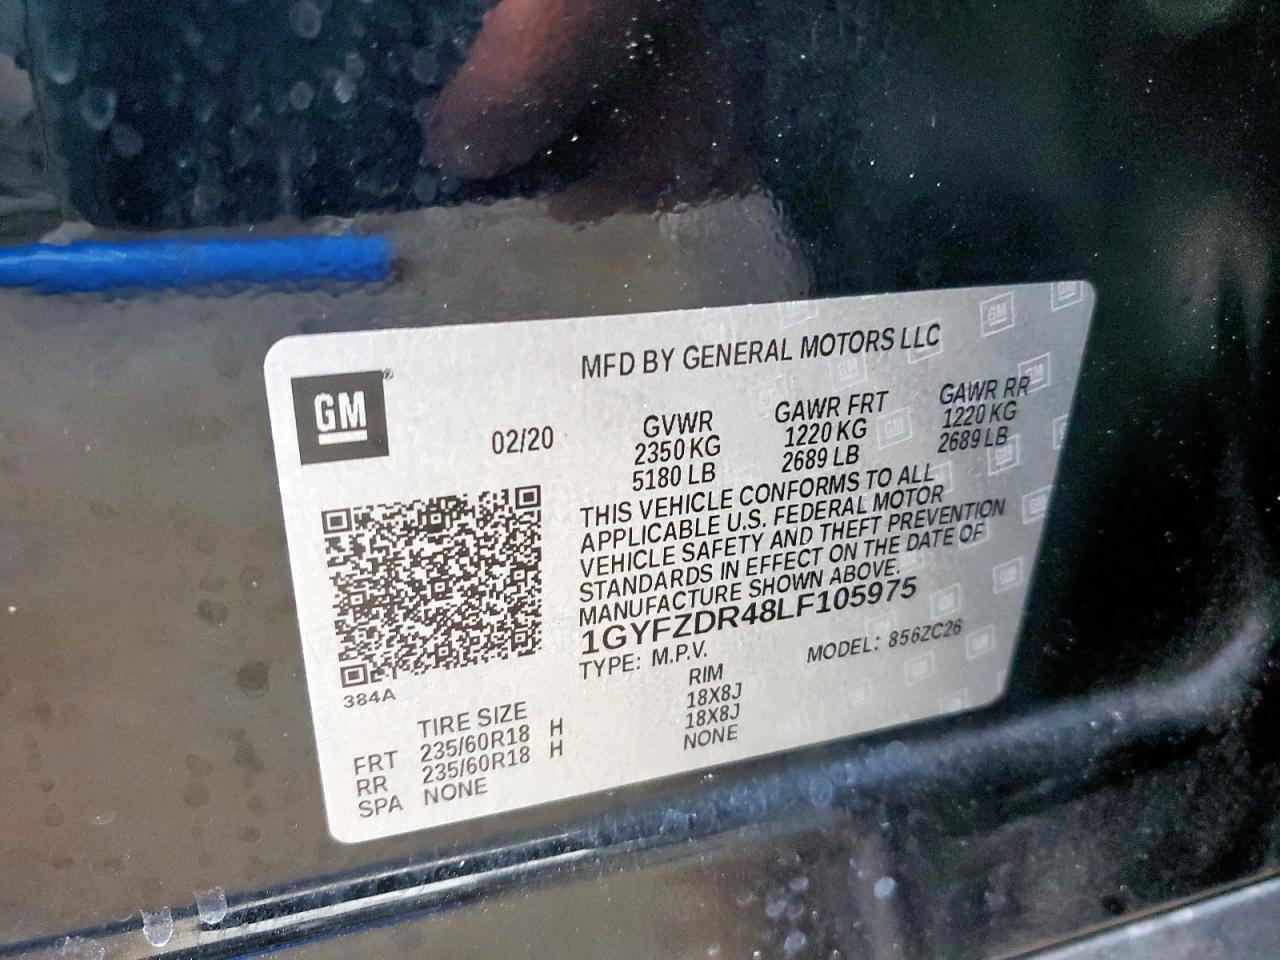 MFD BY GENERAL MOTORS LLC
GM®
02/20
GVWR
2350 KG
5180 LB
GAWR FRT
1220 KG
2689 LB
GAWR RR
1220 KG
2689 LB
THIS VEHICLE CONFORMS TO ALL
APPLICABLE U.S. FEDERAL MOTOR
VEHICLE SAFETY AND THEFT PREVENTION
STANDARDS IN EFFECT ON THE DATE OF
MANUFACTURE SHOWN ABOVE.
1GYFZDR48LF105975
TYPE: M.P.V. MODEL: 856ZC26
384A
TIRE SIZE RIM
FRT 235/60R18 H 18X8J
RR 235/60R18 H 18X8J
SPA NONE NONE